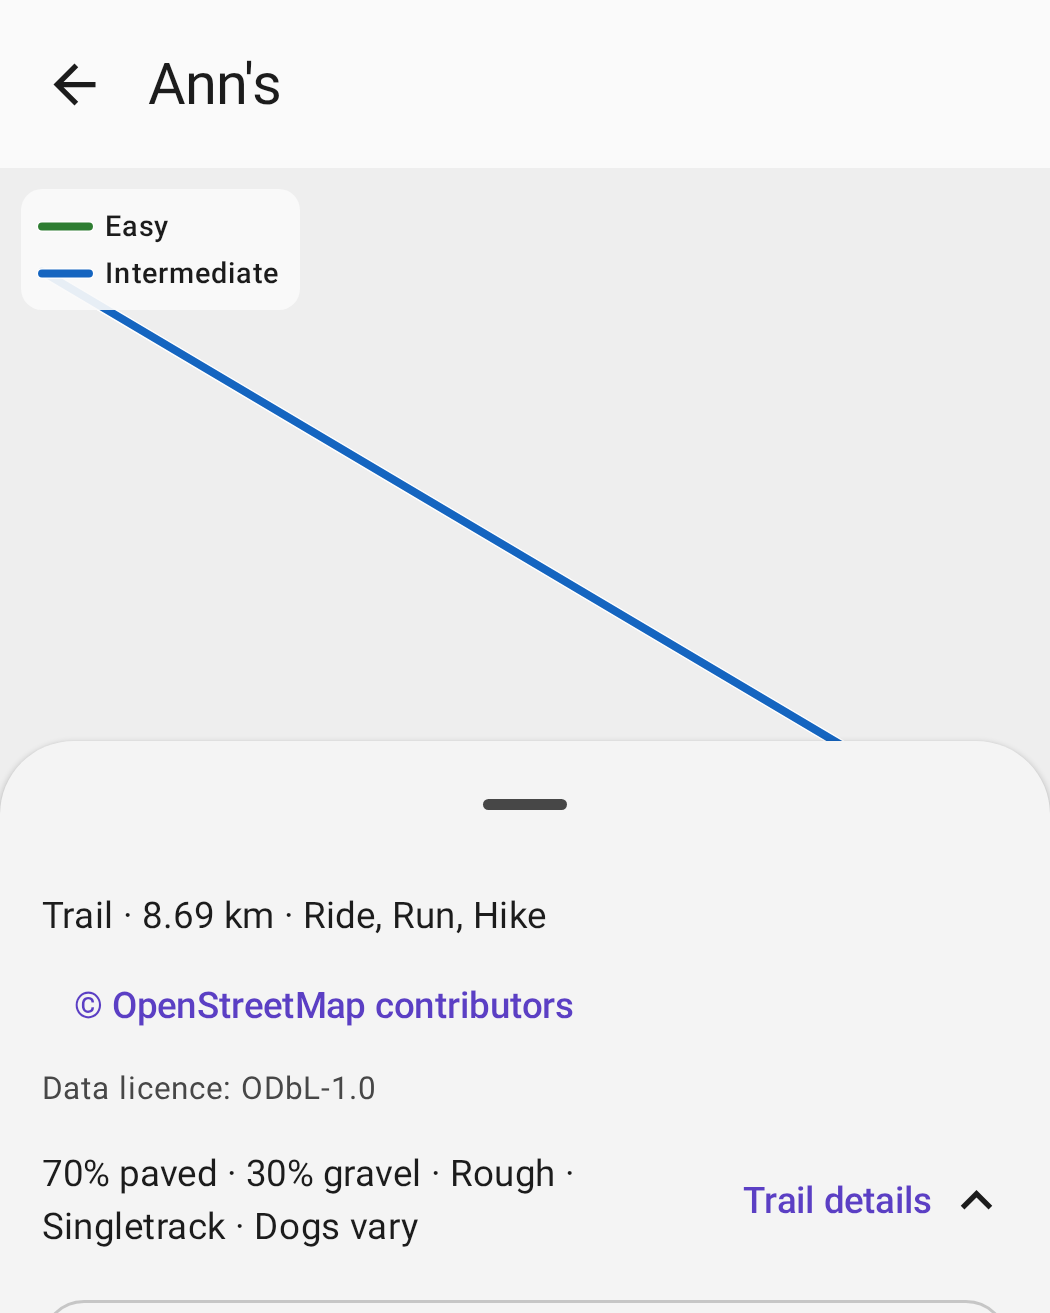 Ann's
Easy
Intermediate
Trail · 8.69 km · Ride, Run, Hike
© OpenStreetMap contributors
Data licence: ODbL-1.0
70% paved · 30% gravel · Rough ·
Singletrack · Dogs vary
Trail details